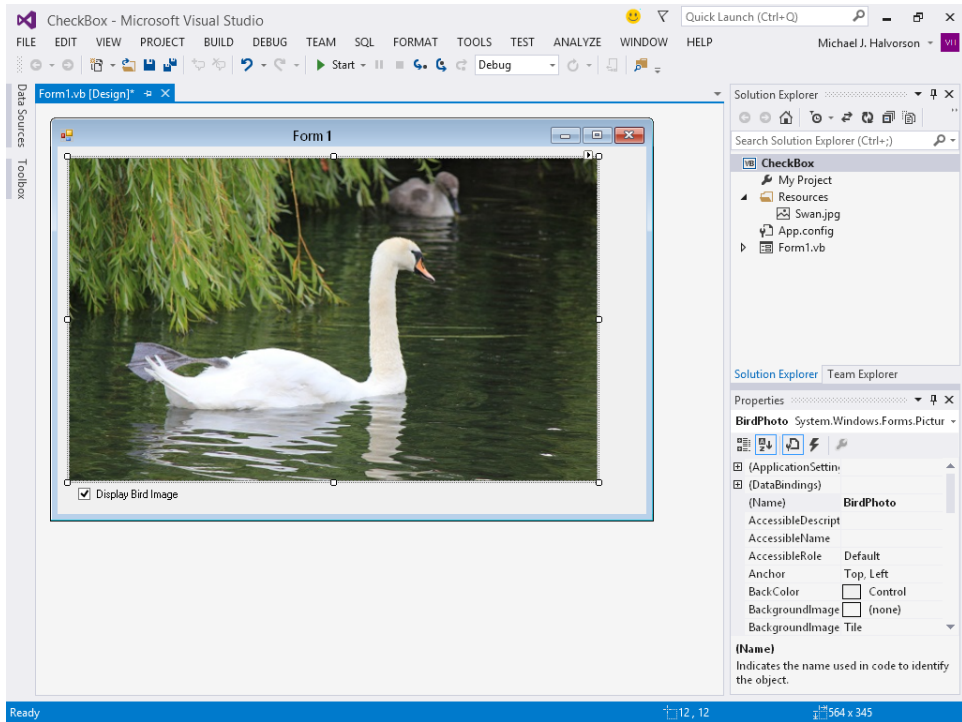 CheckBox - Microsoft Visual Studio
Quick Launch (Ctrl+Q)
FILE EDIT VIEW PROJECT BUILD DEBUG TEAM SQL FORMAT TOOLS TEST ANALYZE WINDOW HELP
Michael J. Halvorson
Start
Debug
Data Sources
Toolbox
Form1.vb [Design]*
Form 1
Display Bird Image
Solution Explorer
Search Solution Explorer (Ctrl+;)
VB CheckBox
My Project
Resources
Swan.jpg
App.config
Form1.vb
Solution Explorer Team Explorer
Properties
BirdPhoto System.Windows.Forms.Pictur
(ApplicationSettin
(DataBindings)
(Name) BirdPhoto
AccessibleDescript
AccessibleName
AccessibleRole Default
Anchor Top, Left
BackColor Control
BackgroundImage (none)
BackgroundImage Tile
(Name)
Indicates the name used in code to identify
the object.
Ready
12, 12
564 x 345